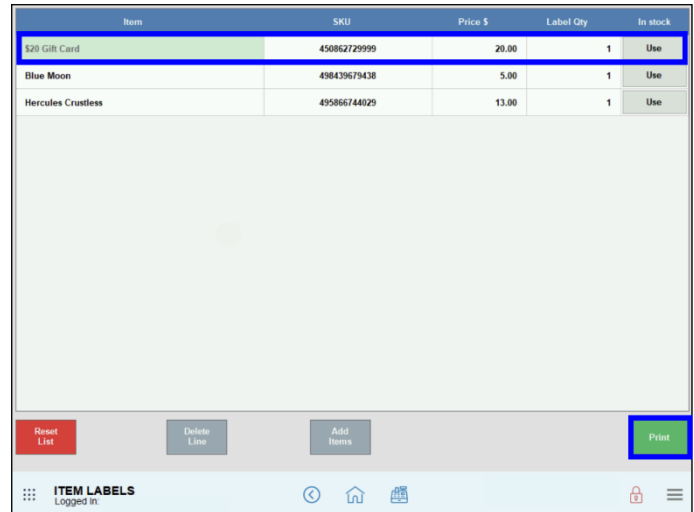 Item SKU Price $ Label Qty In stock
$20 Gift Card 450862729999 20.00 1 Use
Blue Moon 498439679438 5.00 1 Use
Hercules Crustless 495866744029 13.00 1 Use
Reset
List
Delete
Line
Add
Items
Print
ITEM LABELS
Logged In: